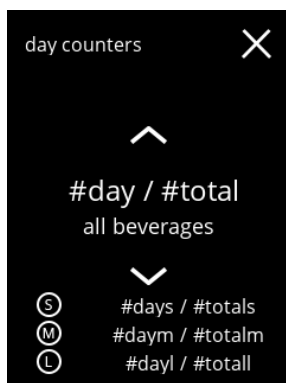 day counters
#day / #total
all beverages
S #days / #totals
M #daym / #totalm
L #dayl / #totall